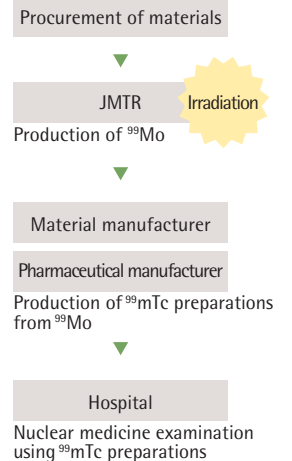 Procurement of materials
▼
JMTR Irradiation
Production of ⁹⁹Mo
▼
Material manufacturer
Pharmaceutical manufacturer
Production of ⁹⁹mTc preparations
from ⁹⁹Mo
▼
Hospital
Nuclear medicine examination
using ⁹⁹mTc preparations